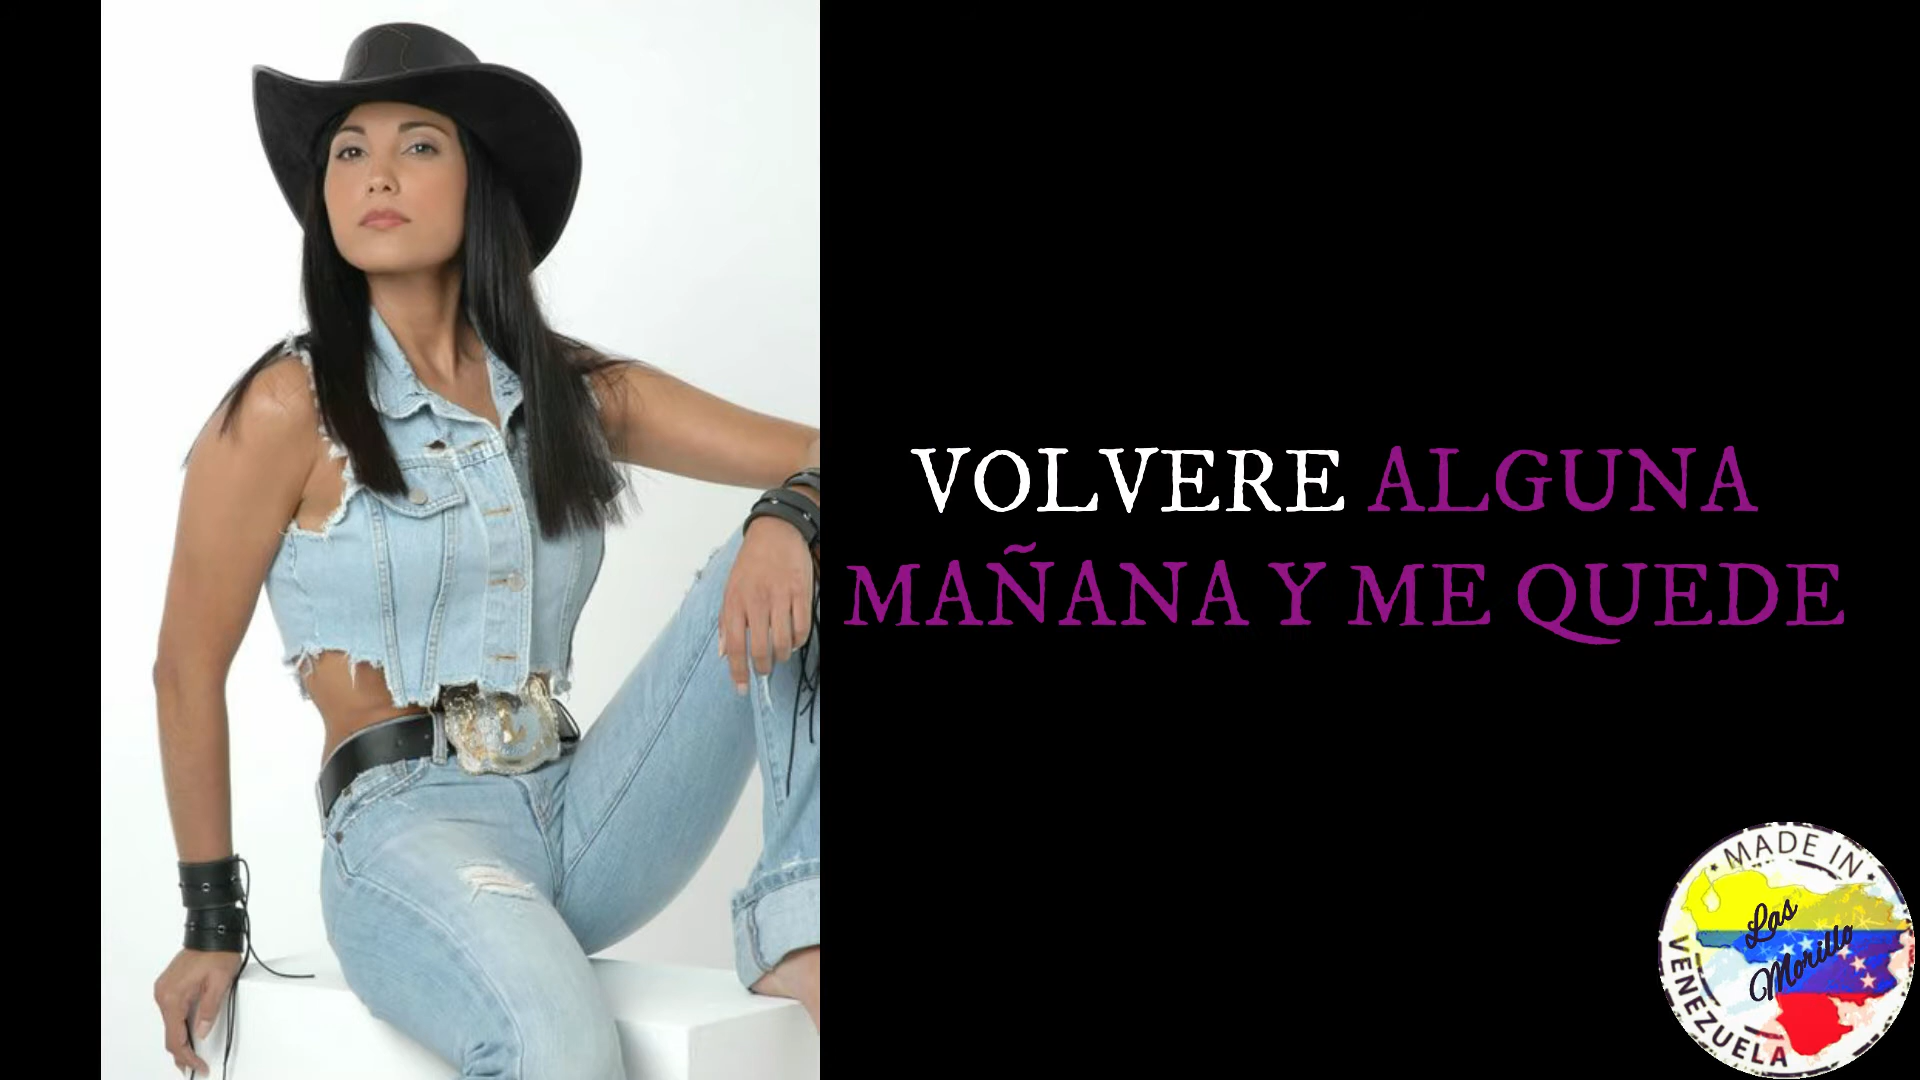 VOLVERE ALGUNA
MAÑANA Y ME QUEDE
MADE IN
Las
Morillo
VENEZUELA